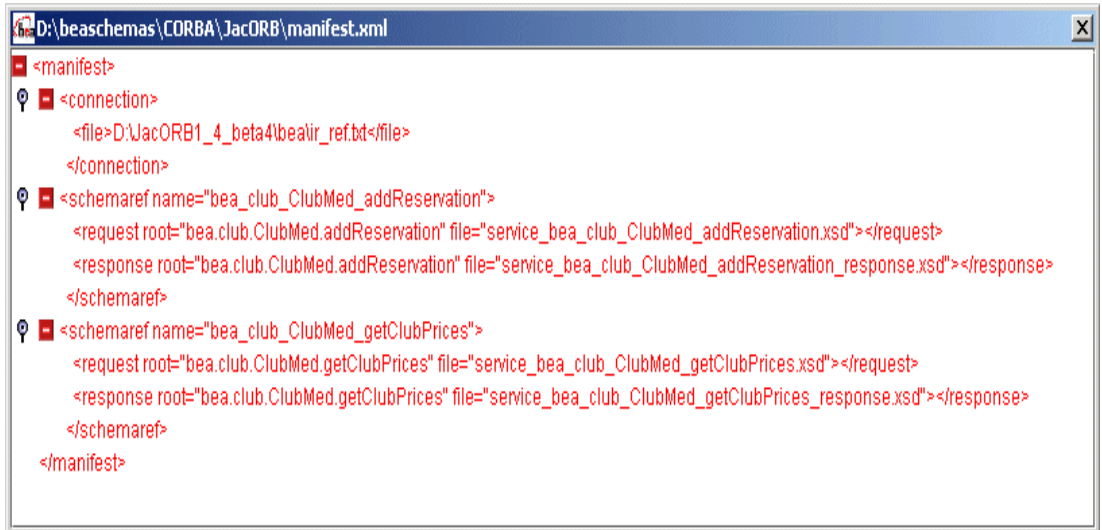 bea D:\beaschemas\CORBA\JacORB\manifest.xml X
<manifest>
<connection>
<file>D:\JacORB1_4_beta4\bea\ir_ref.txt</file>
</connection>
<schemaref name="bea_club_ClubMed_addReservation">
<request root="bea.club.ClubMed.addReservation" file="service_bea_club_ClubMed_addReservation.xsd"></request>
<response root="bea.club.ClubMed.addReservation" file="service_bea_club_ClubMed_addReservation_response.xsd"></response>
</schemaref>
<schemaref name="bea_club_ClubMed_getClubPrices">
<request root="bea.club.ClubMed.getClubPrices" file="service_bea_club_ClubMed_getClubPrices.xsd"></request>
<response root="bea.club.ClubMed.getClubPrices" file="service_bea_club_ClubMed_getClubPrices_response.xsd"></response>
</schemaref>
</manifest>